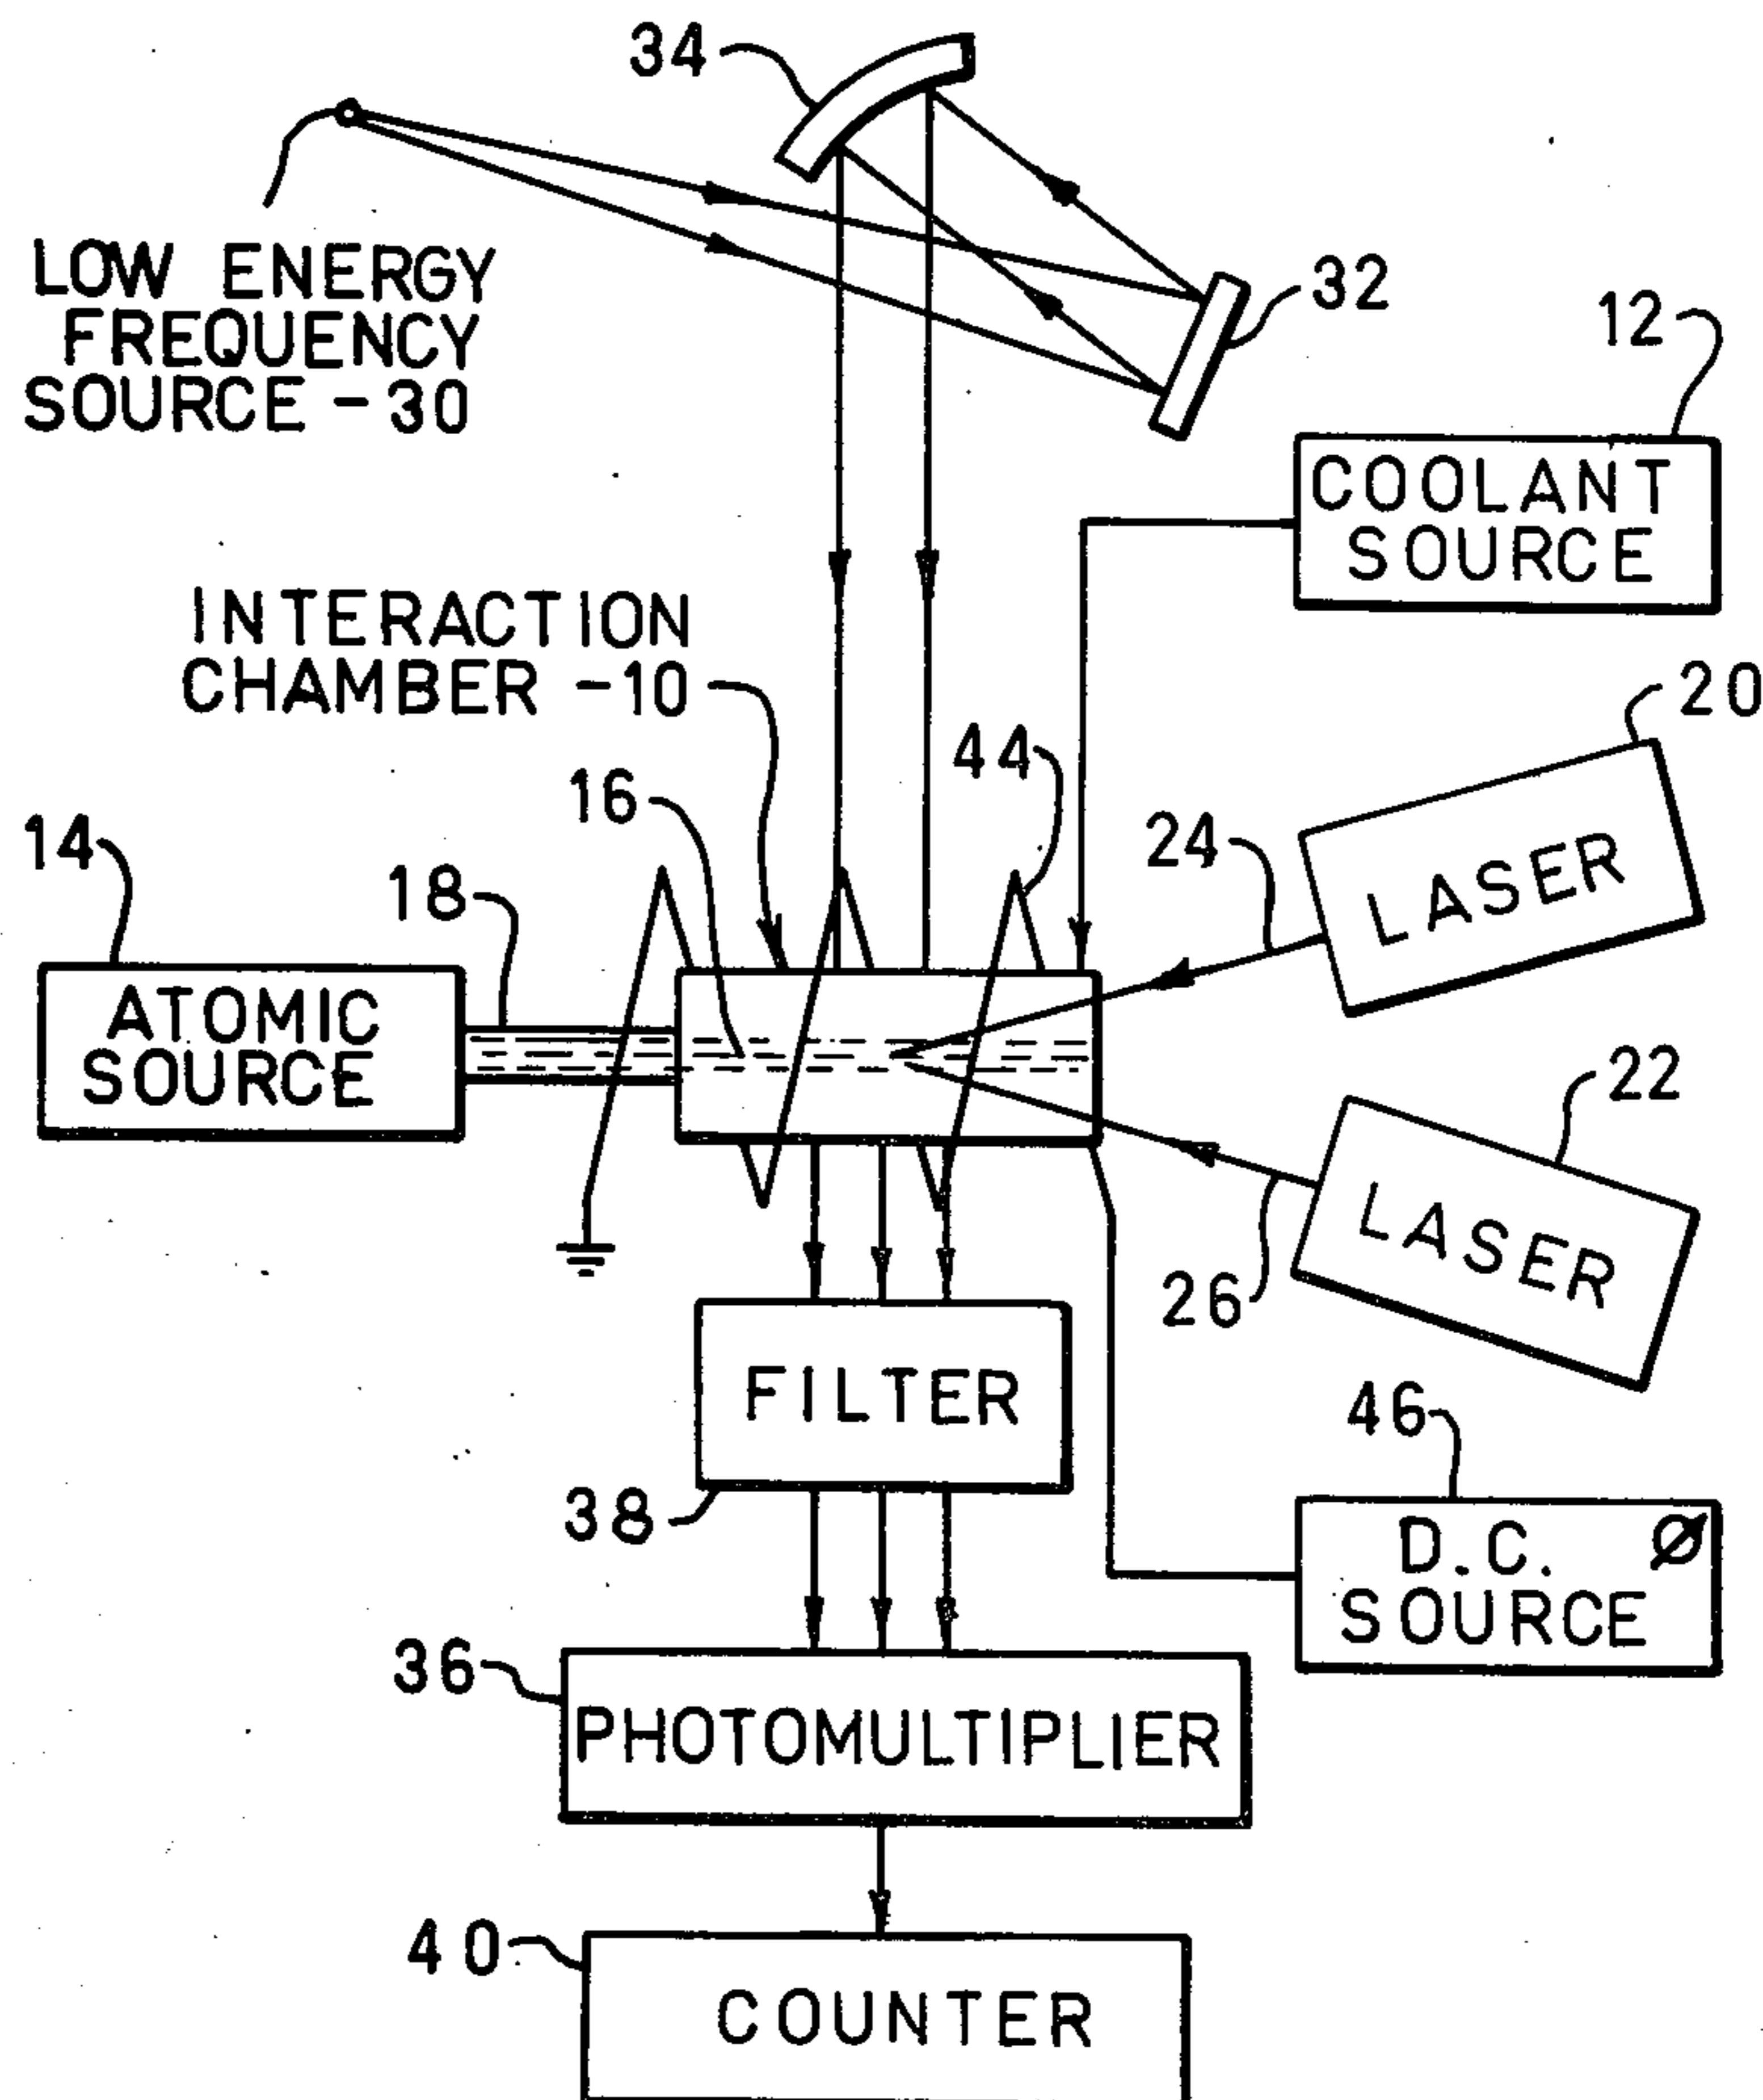 34
LOW ENERGY
FREQUENCY
SOURCE - 30
32
12
COOLANT
SOURCE
INTERACTION
CHAMBER - 10
20
44
16
24
LASER
14
18
ATOMIC
SOURCE
22
LASER
26
FILTER
46
38
D.C.
SOURCE
36
PHOTOMULTIPLIER
40
COUNTER